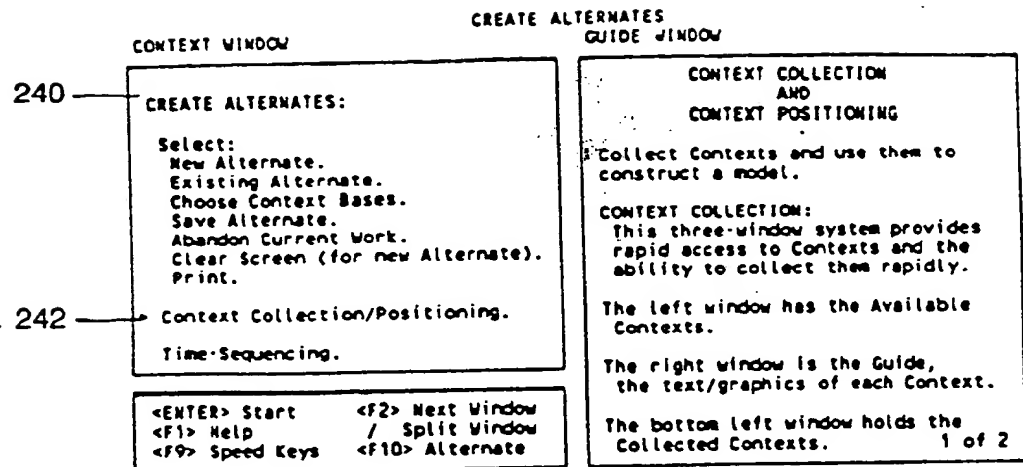 CREATE ALTERNATES
CONTEXT WINDOW
240
CREATE ALTERNATES:
Select:
New Alternate.
Existing Alternate.
Choose Context Bases.
Save Alternate.
Abandon Current Work.
Clear Screen (for new Alternate).
Print.
242
Context Collection/Positioning.
Time-Sequencing.
<ENTER> Start <F2> Next Window
<F1> Help / Split Window
<F9> Speed Keys <F10> Alternate
GUIDE WINDOW
CONTEXT COLLECTION
AND
CONTEXT POSITIONING
Collect Contexts and use them to
construct a model.
CONTEXT COLLECTION:
This three-window system provides
rapid access to Contexts and the
ability to collect them rapidly.
The left window has the Available
Contexts.
The right window is the Guide,
the text/graphics of each Context.
The bottom left window holds the
Collected Contexts. 1 of 2